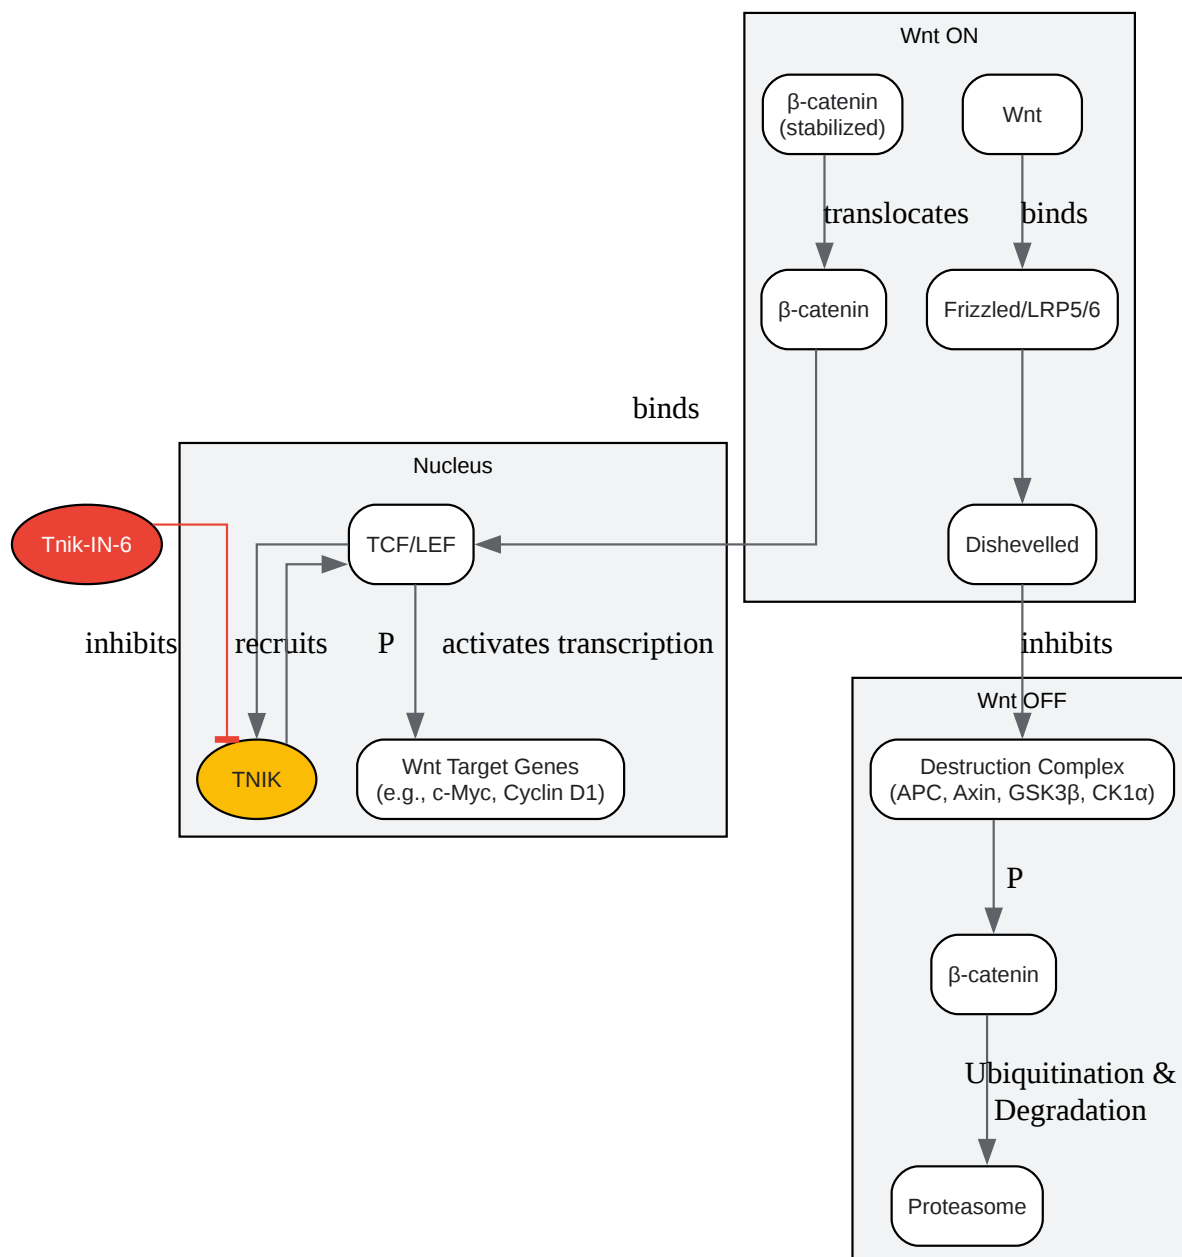 Wnt ON
β-catenin
(stabilized)
Wnt
translocates
binds
β-catenin
Frizzled/LRP5/6
binds
Nucleus
Tnik-IN-6
TCF/LEF
Dishevelled
inhibits
recruits
P
activates transcription
inhibits
Wnt OFF
TNIK
Wnt Target Genes
(e.g., c-Myc, Cyclin D1)
Destruction Complex
(APC, Axin, GSK3β, CK1α)
P
β-catenin
Ubiquitination &
Degradation
Proteasome